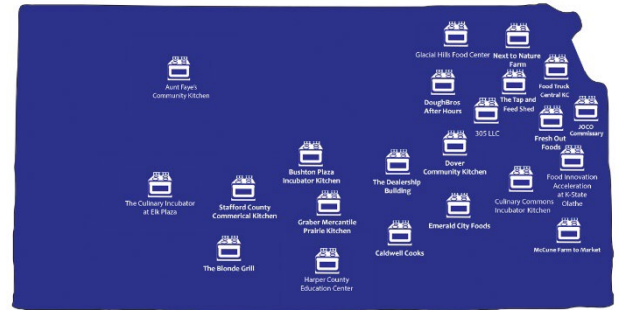 Glacial Hills Food Center
Next to Nature
Farm
Aunt Faye's
Community Kitchen
Food Truck
Central KC
DoughBros
After Hours
The Tap and
Feed Shed
305 LLC
JOCO
Commissary
Fresh Out
Foods
Dover
Community Kitchen
Bushton Plaza
Incubator Kitchen
The Dealership
Building
Food Innovation
Acceleration
at K-State
Olathe
The Culinary Incubator
at Elk Plaza
Stafford County
Commerical Kitchen
Culinary Commons
Incubator Kitchen
Graber Mercantile
Prairie Kitchen
Emerald City Foods
McCune Farm to Market
Caldwell Cooks
The Blonde Grill
Harper County
Education Center